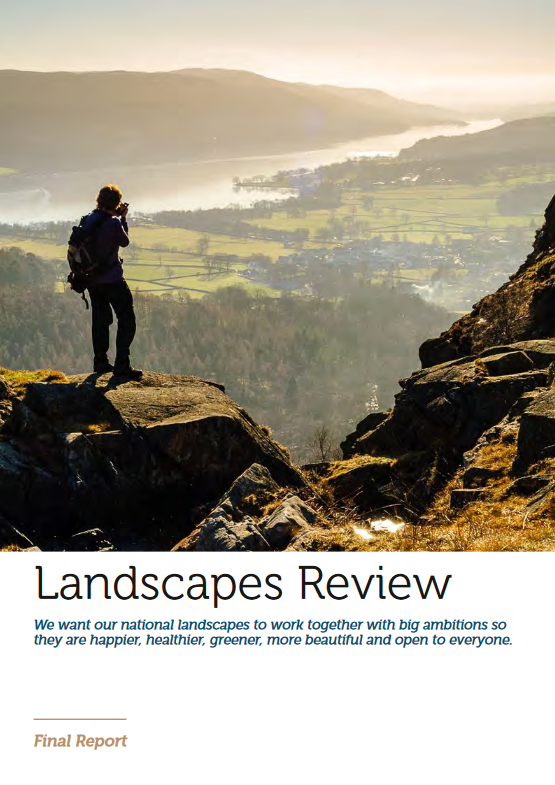 Landscapes Review
We want our national landscapes to work together with big ambitions so
they are happier, healthier, greener, more beautiful and open to everyone.
Final Report